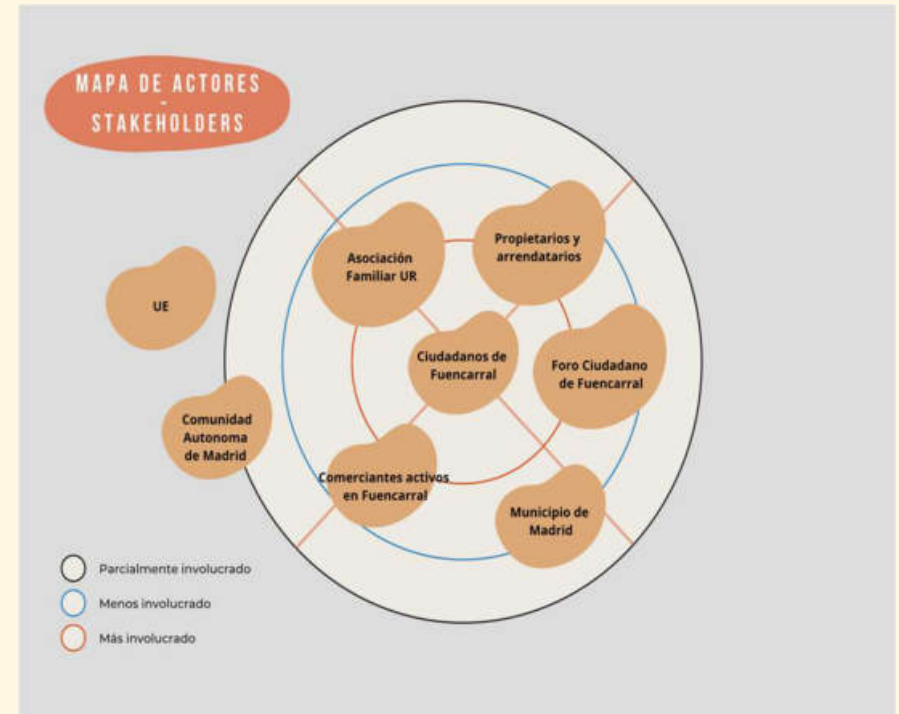 MAPA DE ACTORES
-
STAKEHOLDERS
Asociación
Familiar UR
Propietarios y
arrendatarios
UE
Ciudadanos de
Fuencarral
Foro Ciudadano
de Fuencarral
Comunidad
Autonoma
de Madrid
Comerciantes activos
en Fuencarral
Municipio de
Madrid
Parcialmente involucrado
Menos involucrado
Más involucrado